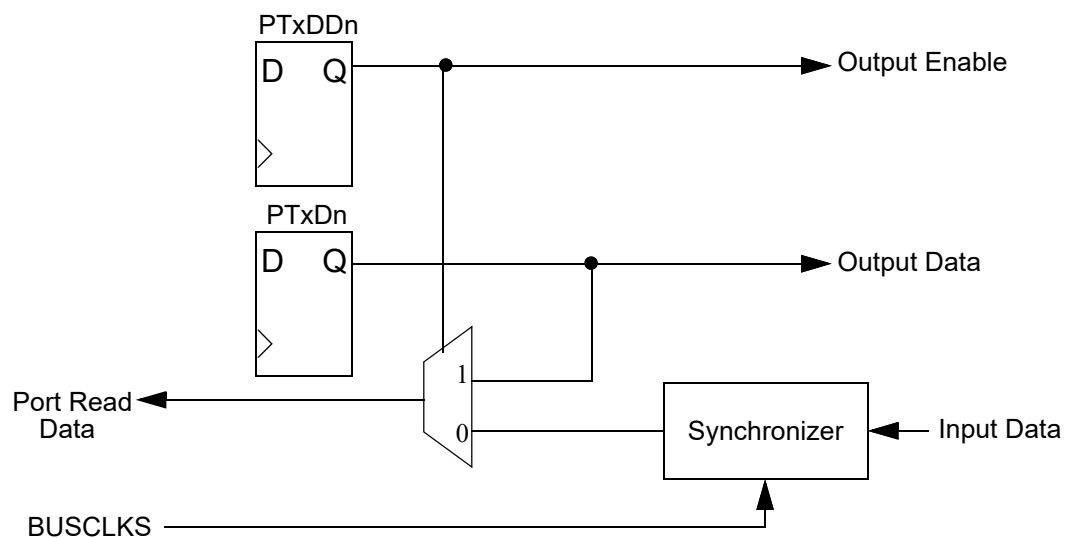 PTxDDn
D Q
Output Enable
PTxDn
D Q
Output Data
1
Port Read
Data
0
Synchronizer
Input Data
BUSCLKS